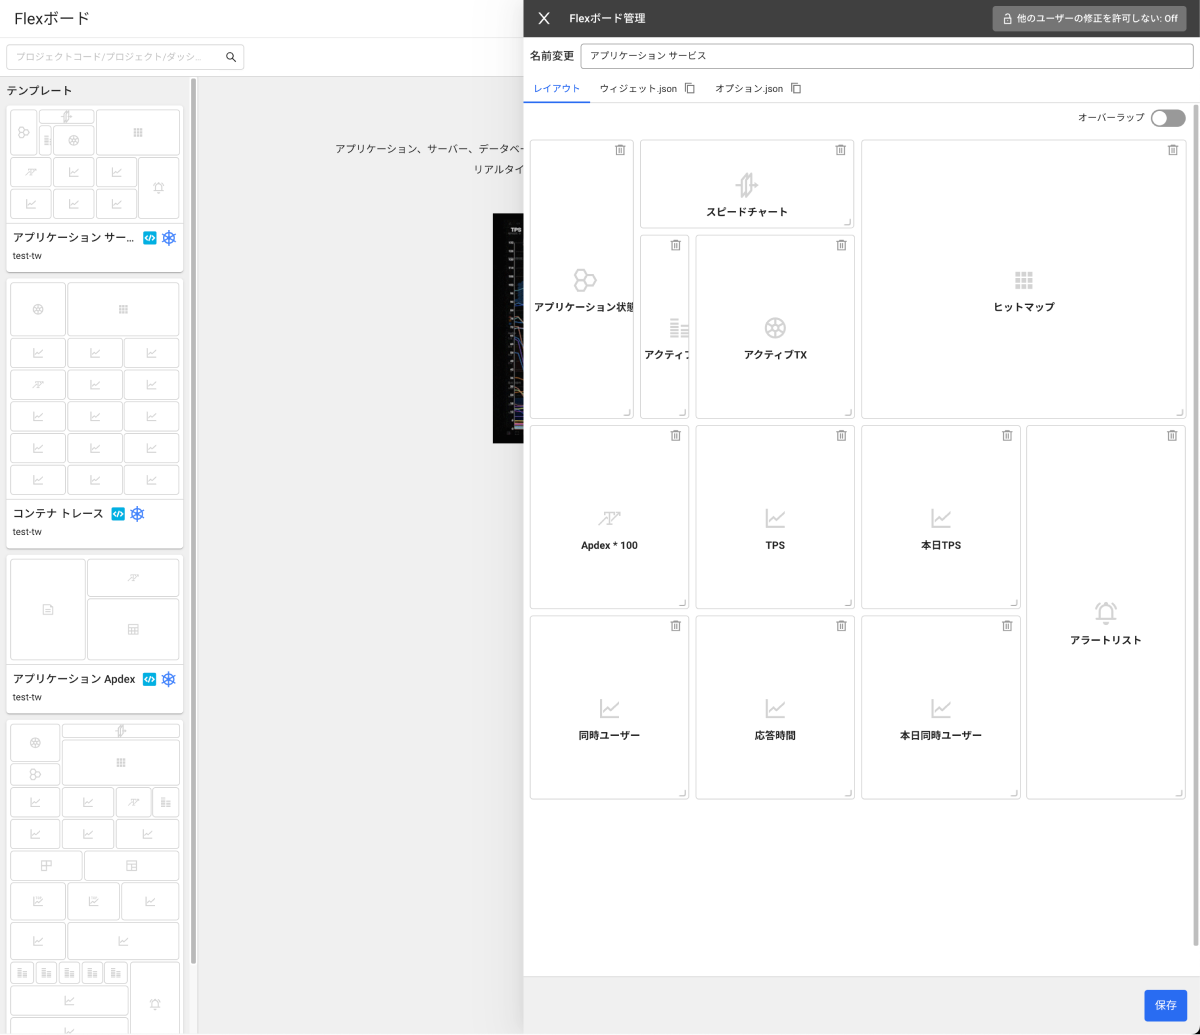 Flexボード
プロジェクトコード/プロジェクト/ダッシ...
テンプレート
アプリケーション サー...
test-tw
コンテナ トレース
test-tw
アプリケーション Apdex
test-tw
アプリケーション、サーバー、データベー
リアルタイ
TPS
Flexボード管理
他のユーザーの修正を許可しない: Off
名前変更
アプリケーション サービス
レイアウト
ウィジェット.json
オプション.json
オーバーラップ
スピードチャート
アプリケーション状態
アクティブ
アクティブTX
ヒットマップ
Apdex * 100
TPS
本日TPS
アラートリスト
同時ユーザー
応答時間
本日同時ユーザー
保存